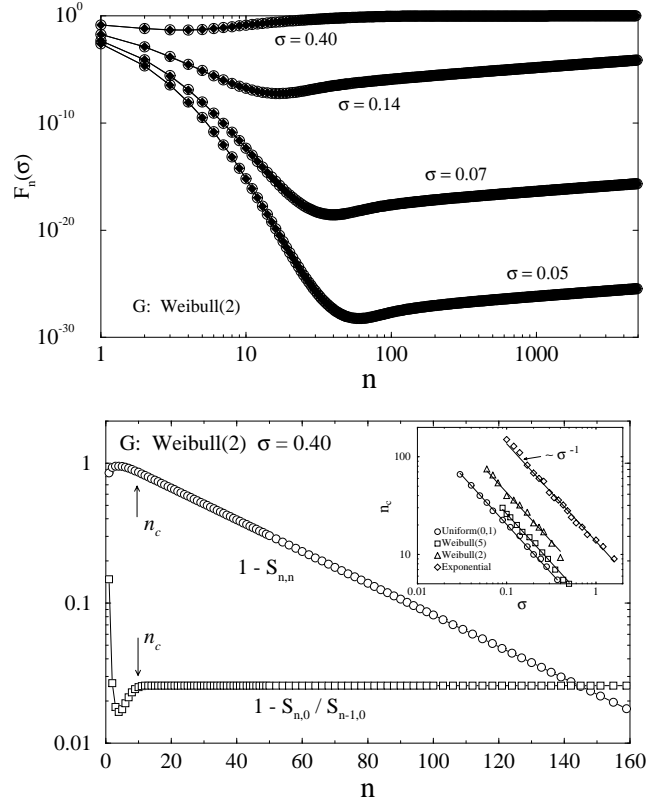 10^0
σ = 0.40
σ = 0.14
10^-10
F_n(σ)
σ = 0.07
10^-20
σ = 0.05
G: Weibull(2)
10^-30
1 10 100 1000
n
G: Weibull(2) σ = 0.40
1
n_c
1 - S_n,n
0.1
n_c
1 - S_n,0 / S_n-1,0
0.01
0 20 40 60 80 100 120 140 160
n
~ σ^-1
100
n_c
Uniform(0,1)
Weibull(5)
10
Weibull(2)
Exponential
0.01 0.1 1
σ